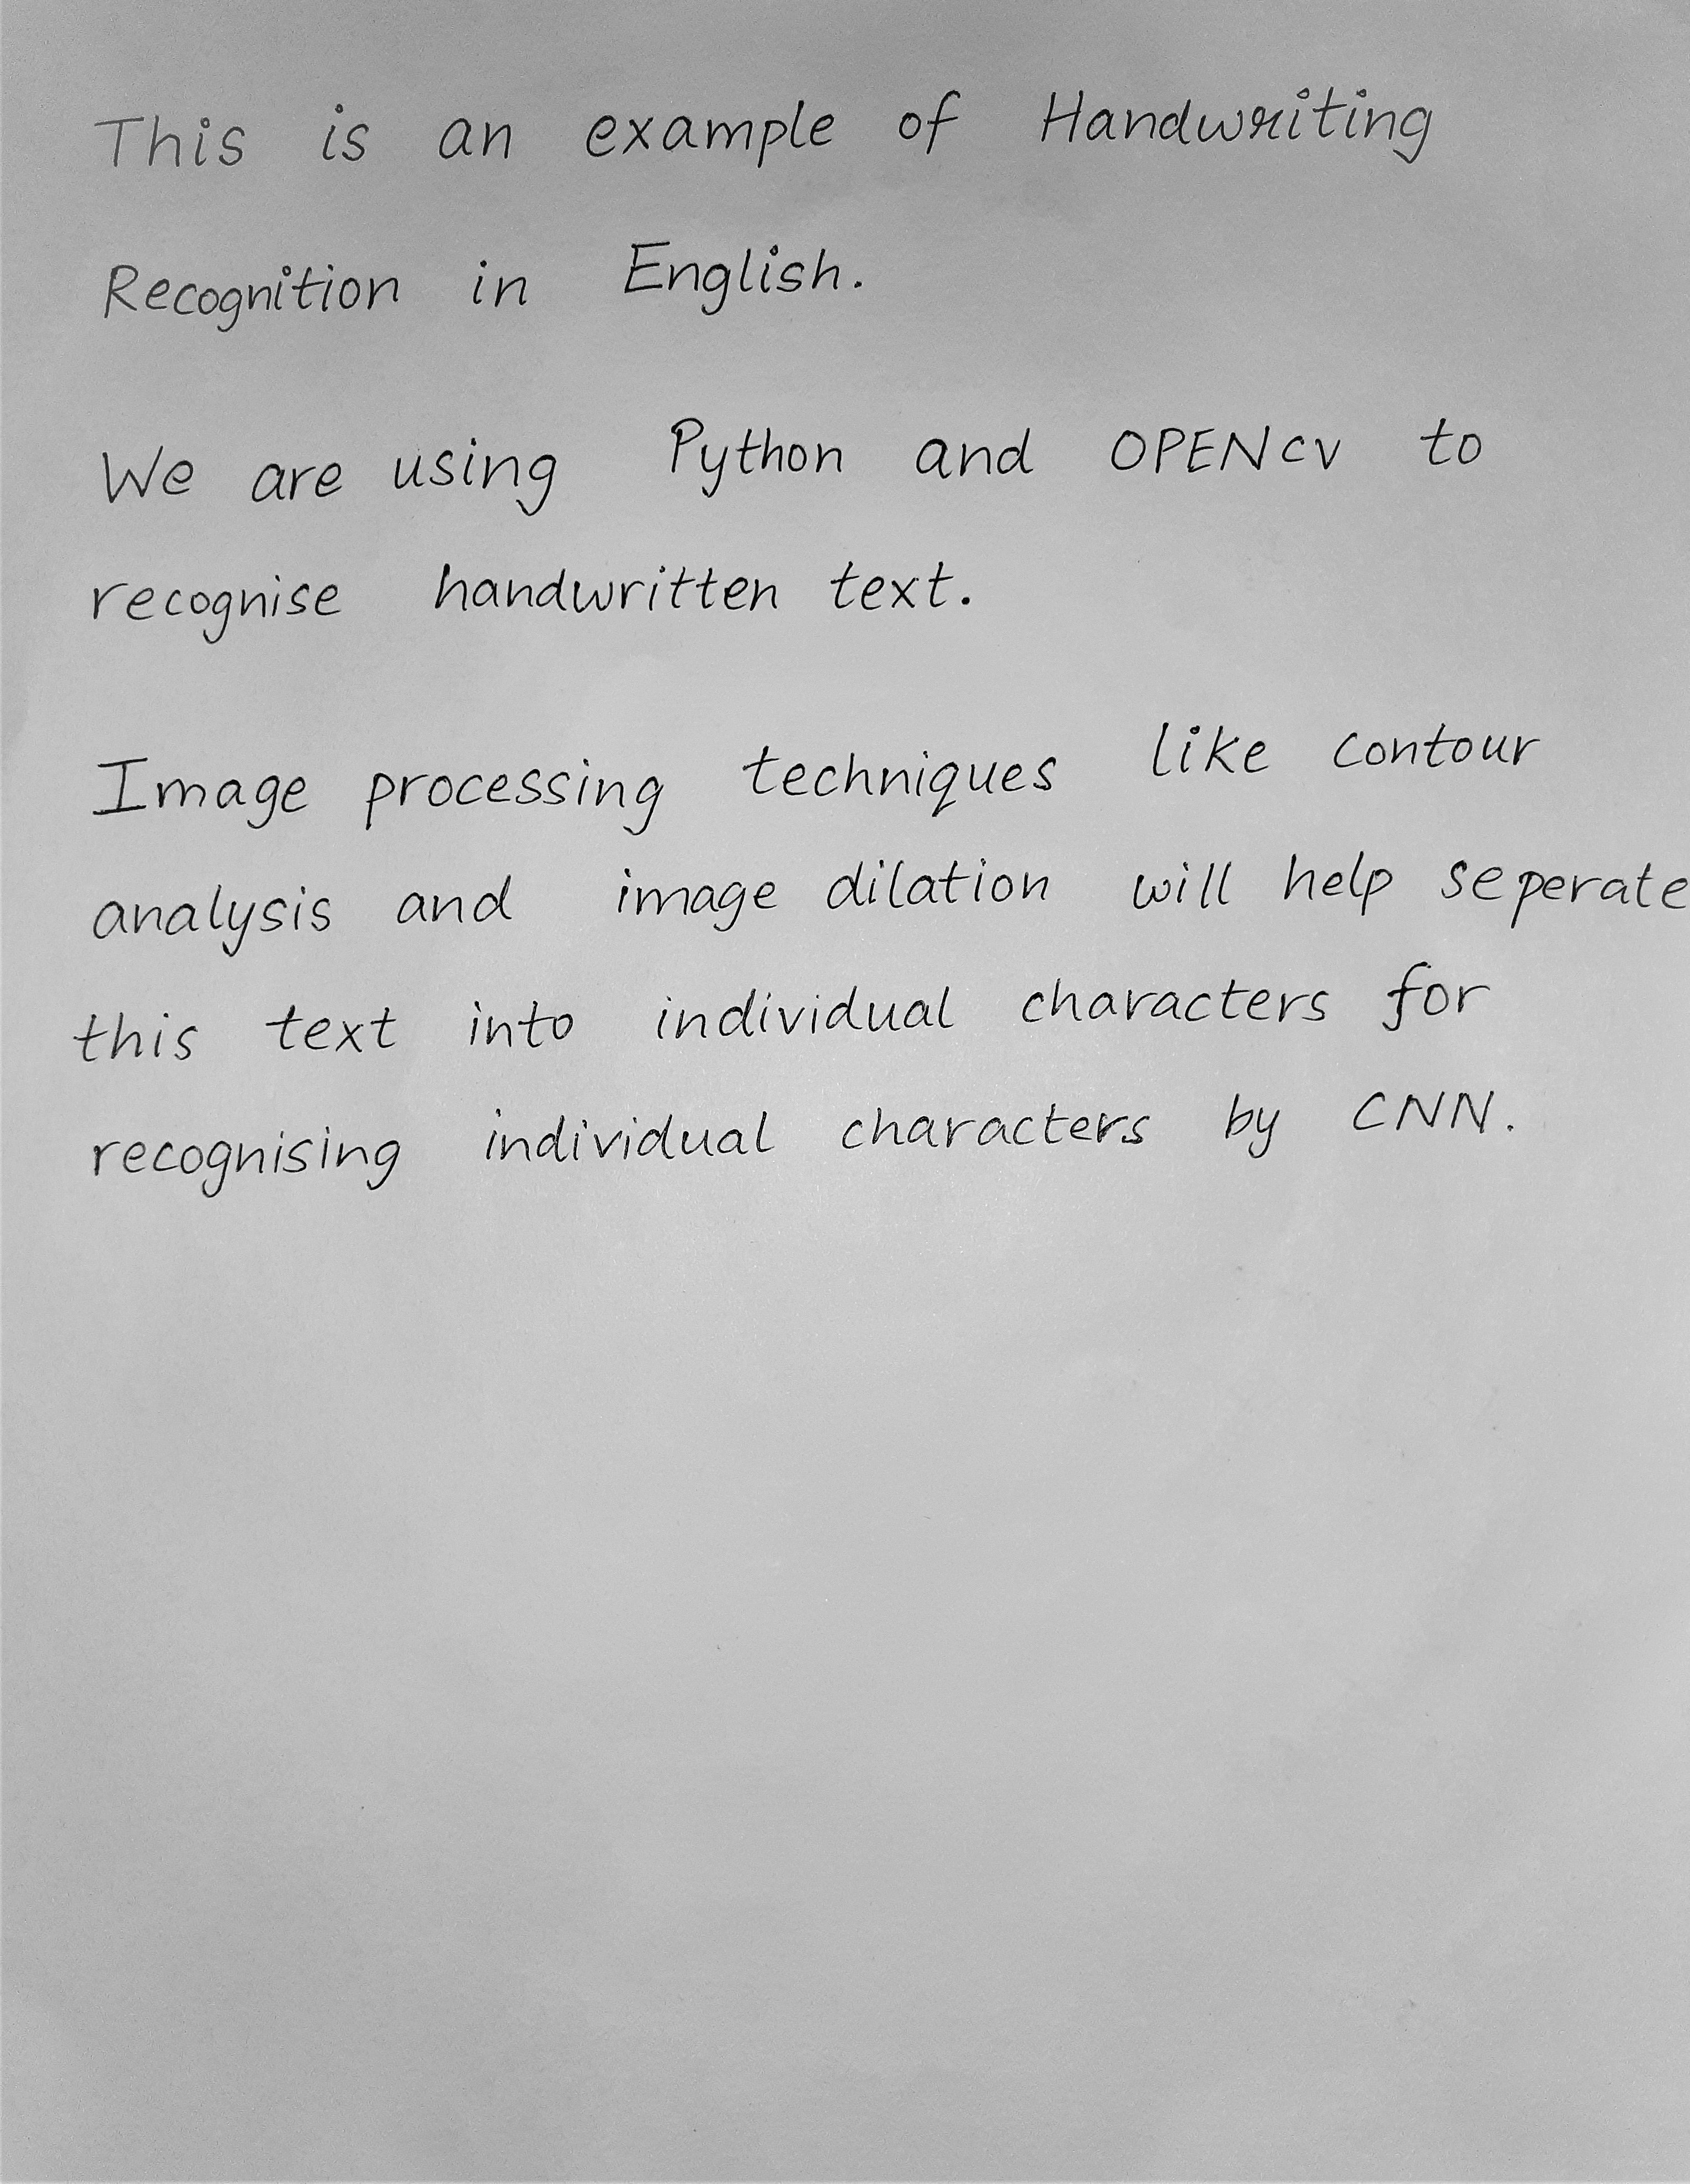 This is an example of Handwriting
Recognition in English.
We are using Python and OPENCV to
recognise handwritten text.
Image processing techniques like contour
analysis and image dilation will help seperate
this text into individual characters for
recognising individual characters by CNN.